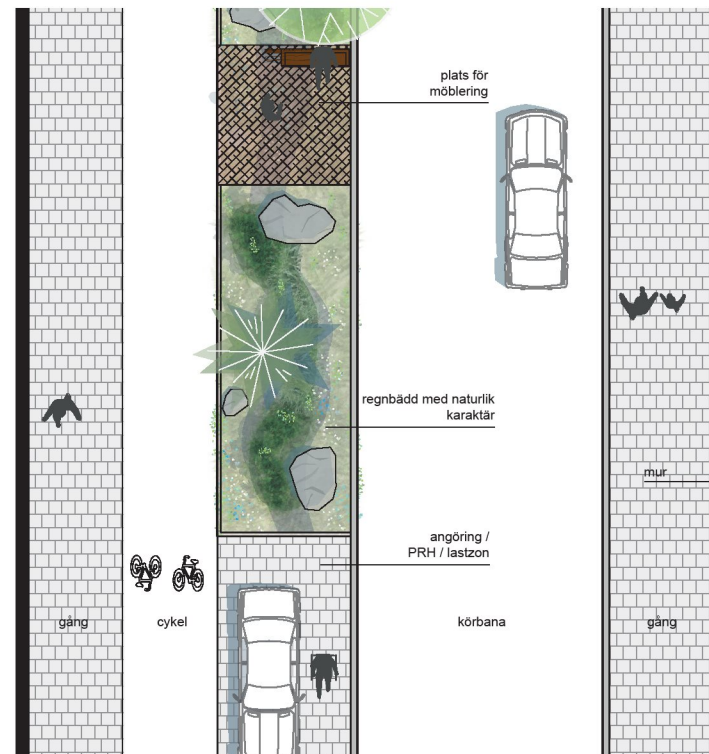 plats för
möblering
regnbädd med naturlik
karaktär
mur
angöring /
PRH / lastzon
gång
cykel
körbana
gång